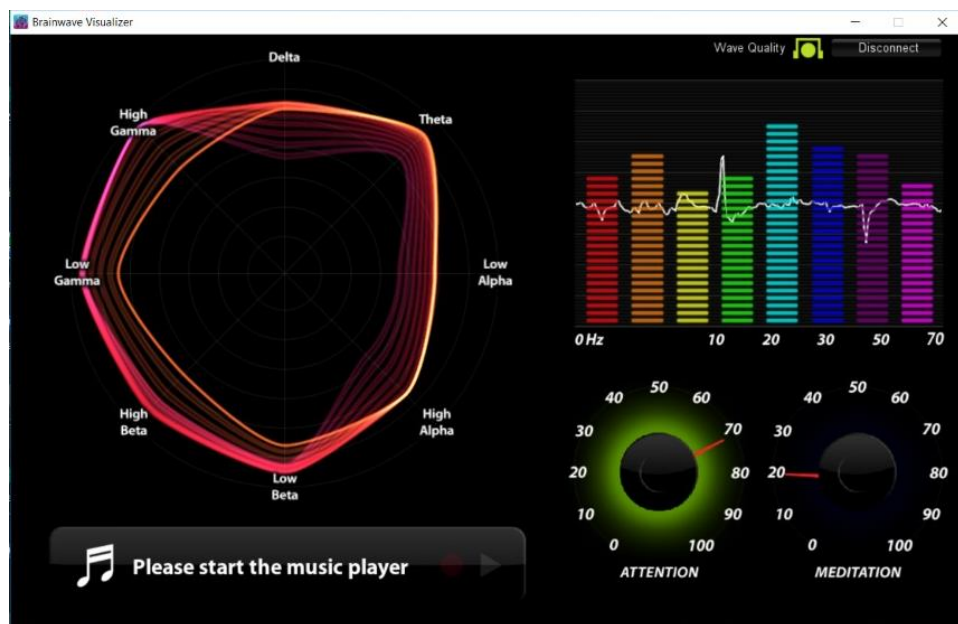 Brainwave Visualizer
Wave Quality
Disconnect
Delta
High
Gamma
Theta
Low
Gamma
Low
Alpha
High
Beta
High
Alpha
Low
Beta
0 Hz 10 20 30 50 70
0 10 20 30 40 50 60 70 80 90 100
ATTENTION
0 10 20 30 40 50 60 70 80 90 100
MEDITATION
Please start the music player